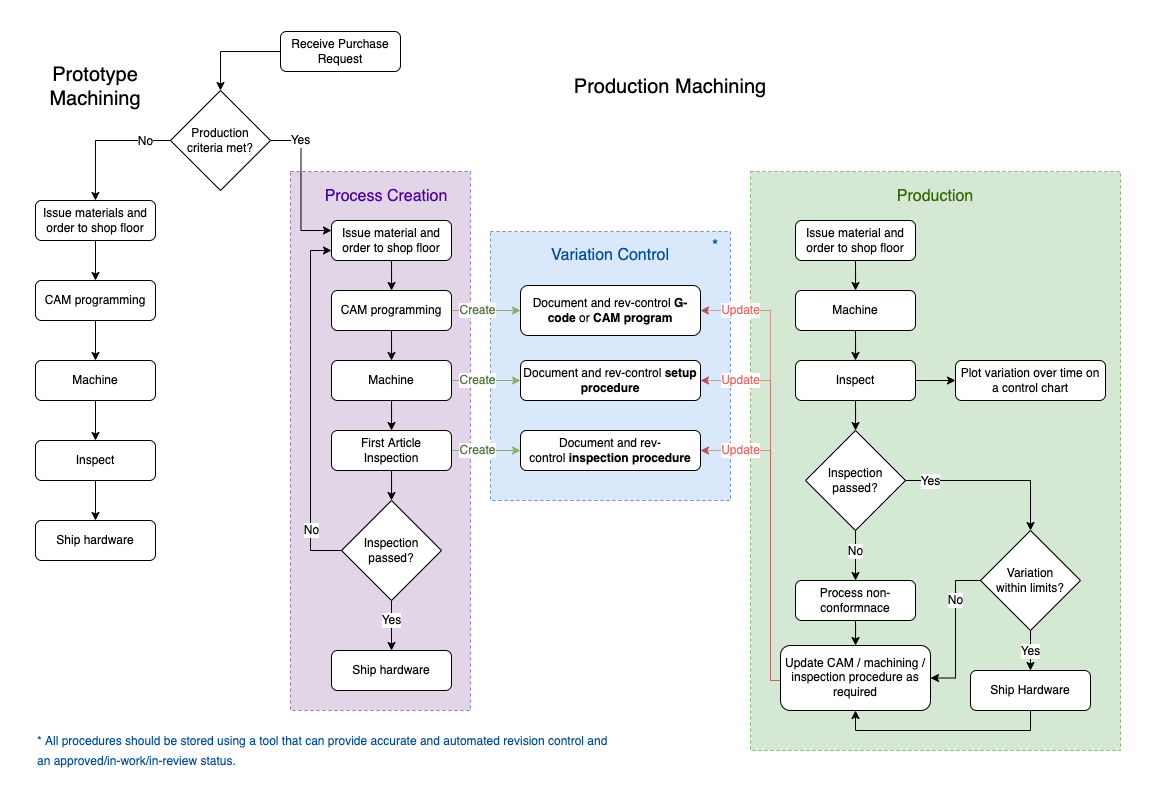 Receive Purchase
Request
Prototype
Machining
Production Machining
Production
criteria met?
No
Yes
Issue materials and
order to shop floor
CAM programming
Machine
Inspect
Ship hardware
Process Creation
Issue material and
order to shop floor
CAM programming
Machine
First Article
Inspection
Inspection
passed?
No
Yes
Ship hardware
Create
Create
Create
*
Variation Control
Document and rev-control G-
code or CAM program
Document and rev-control setup
procedure
Document and rev-
control inspection procedure
Update
Update
Update
Production
Issue material and
order to shop floor
Machine
Inspect
Plot variation over time on
a control chart
Inspection
passed?
Yes
No
Variation
within limits?
No
Yes
Process non-
conformnace
Update CAM / machining /
inspection procedure as
required
Ship Hardware
* All procedures should be stored using a tool that can provide accurate and automated revision control and
an approved/in-work/in-review status.